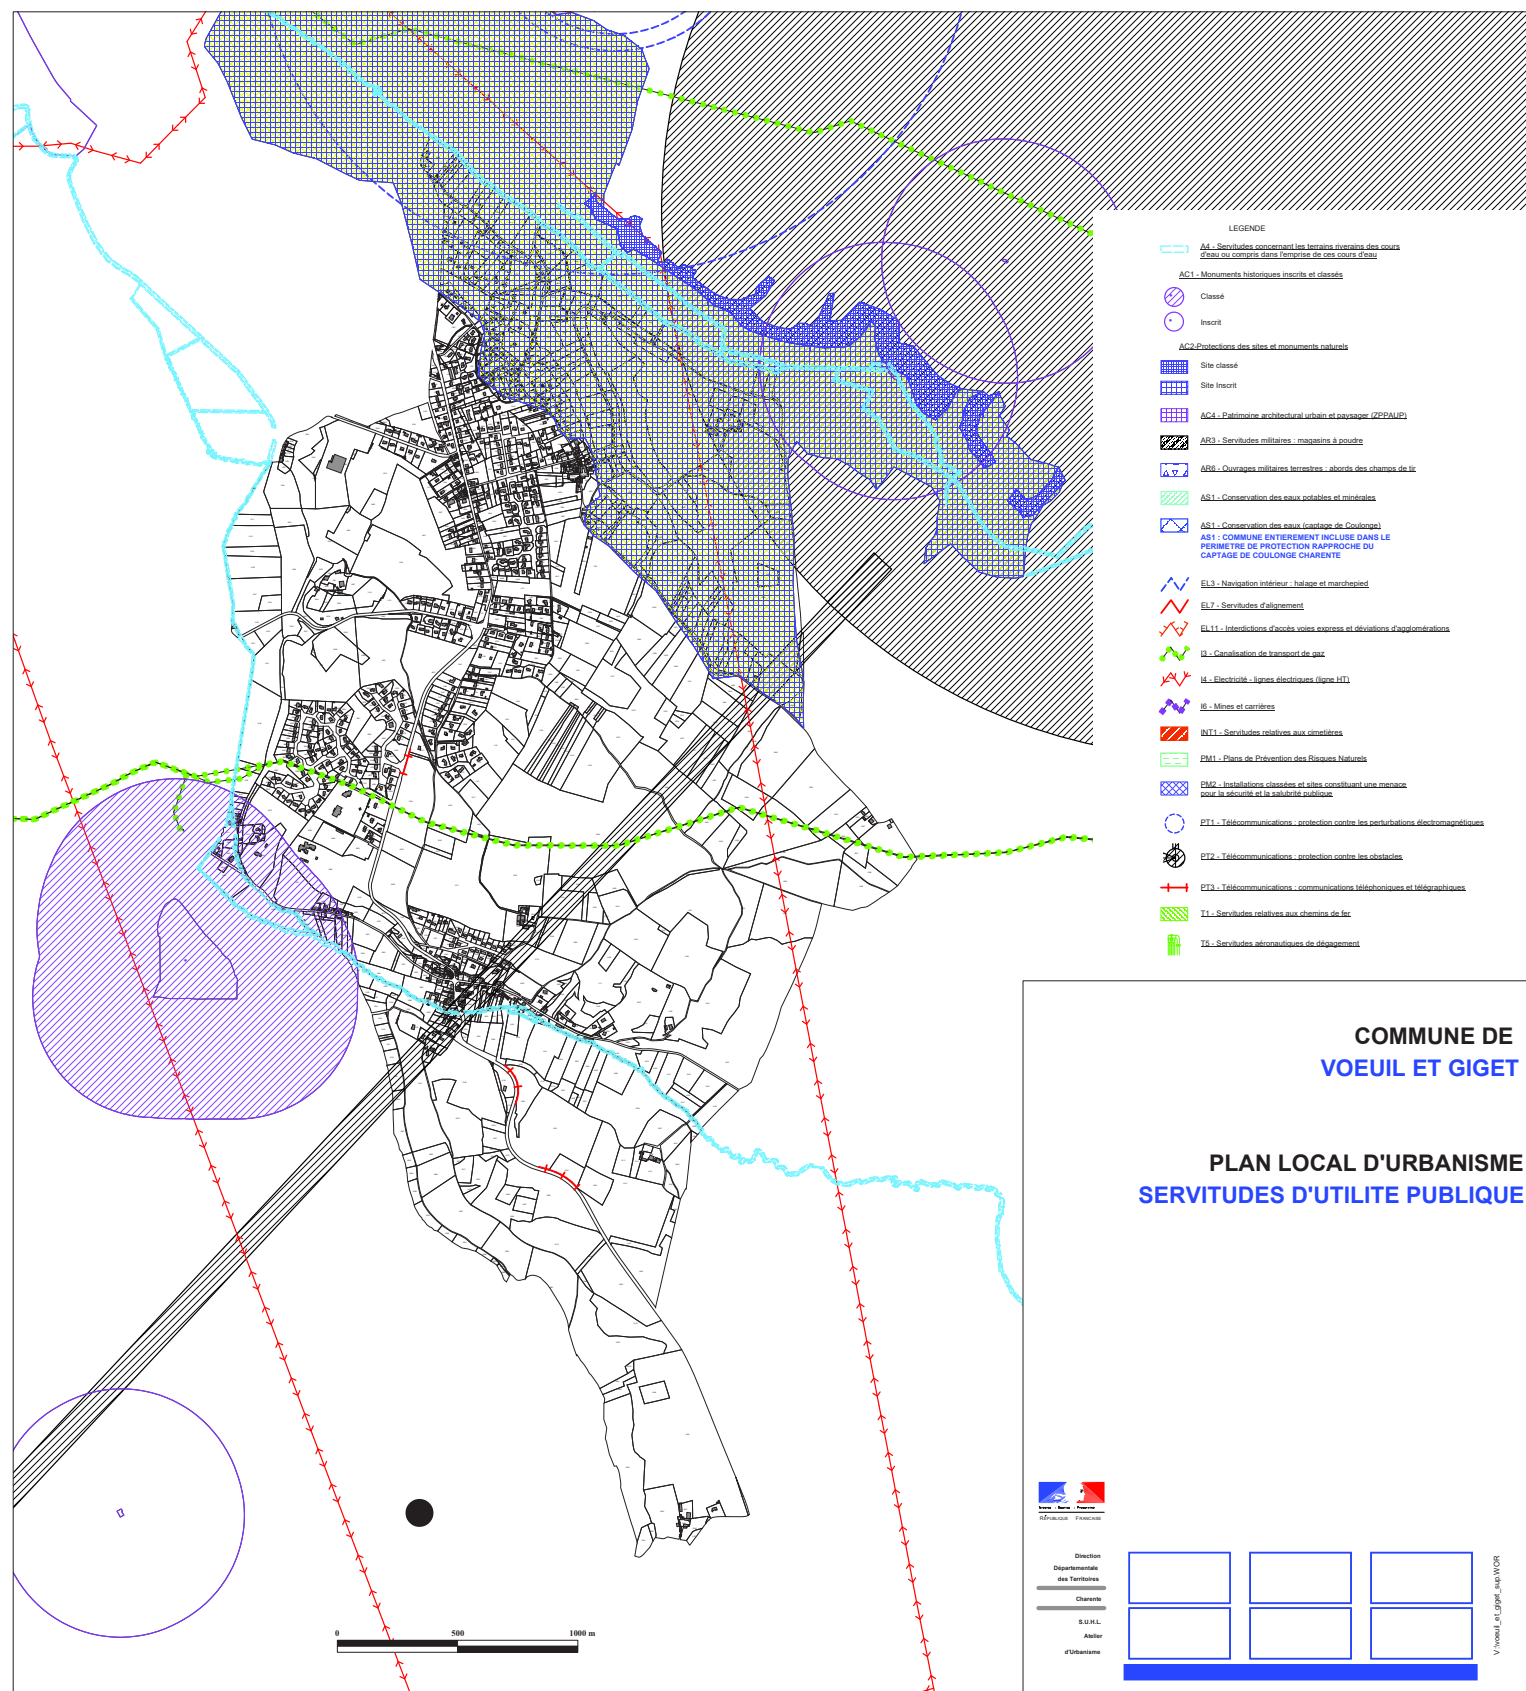 LEGENDE
A4 - Servitudes concernant les terrains riverains des cours
d'eau ou compris dans l'emprise de ces cours d'eau
AC1 - Monuments historiques inscrits et classés
Classé
Inscrit
AC2-Protections des sites et monuments naturels
Site classé
Site Inscrit
AC4 - Patrimoine architectural urbain et paysager (ZPPAUP)
AR3 - Servitudes militaires : magasins à poudre
AR6 - Ouvrages militaires terrestres : abords des champs de tir
AS1 - Conservation des eaux potables et minérales
AS1 - Conservation des eaux (captage de Coulonge)
AS1 : COMMUNE ENTIEREMENT INCLUSE DANS LE
PERIMETRE DE PROTECTION RAPPROCHE DU
CAPTAGE DE COULONGE CHARENTE
EL3 - Navigation intérieur : halage et marchepied
EL7 - Servitudes d'alignement
EL11 - Interdictions d'accès voies express et déviations d'agglomérations
I3 - Canalisation de transport de gaz
I4 - Electricité - lignes électriques (ligne HT)
I6 - Mines et carrières
INT1 - Servitudes relatives aux cimetières
PM1 - Plans de Prévention des Risques Naturels
PM2 - Installations classées et sites constituant une menace
pour la sécurité et la salubrité publique
PT1 - Télécommunications : protection contre les perturbations électromagnétiques
PT2 - Télécommunications : protection contre les obstacles
PT3 - Télécommunications : communications téléphoniques et télégraphiques
T1 - Servitudes relatives aux chemins de fer
T5 - Servitudes aéronautiques de dégagement
COMMUNE DE
VOEUIL ET GIGET
PLAN LOCAL D'URBANISME
SERVITUDES D'UTILITE PUBLIQUE
RÉPUBLIQUE FRANCAISE
Direction
Départementale
des Territoires
Charente
S.U.H.L.
Atelier
d'Urbanisme
V:\voeuil_et_giget_sup.WOR
0 500 1000 m